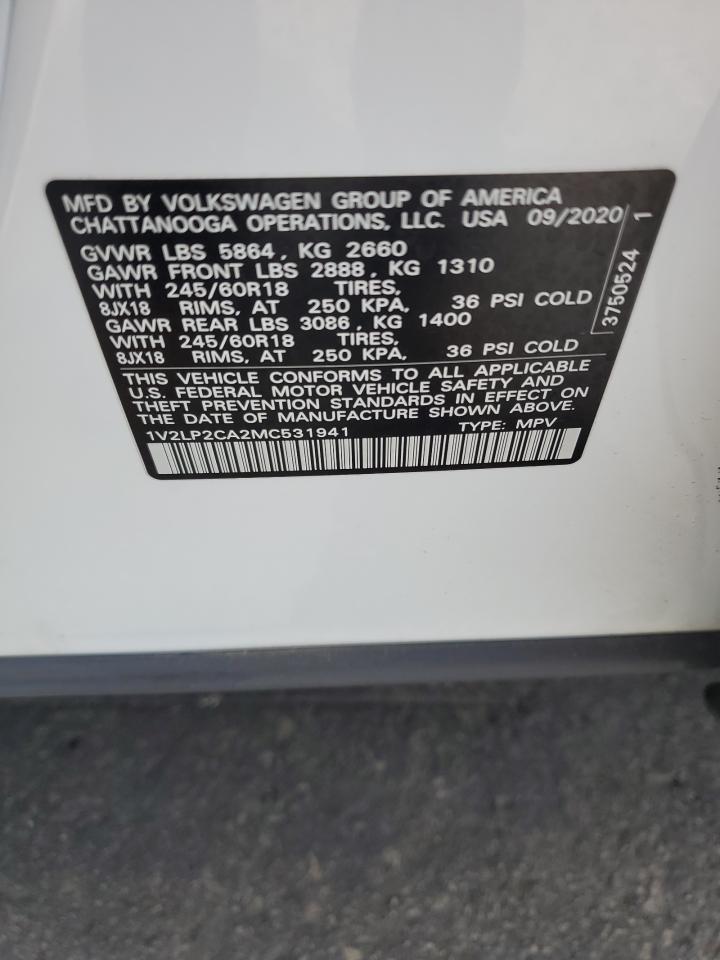 MFD BY VOLKSWAGEN GROUP OF AMERICA
CHATTANOOGA OPERATIONS, LLC. USA 09/2020
GVWR LBS 5864, KG 2660
GAWR FRONT LBS 2888, KG 1310
WITH 245/60R18 TIRES,
8JX18 RIMS, AT 250 KPA, 36 PSI COLD
GAWR REAR LBS 3086, KG 1400
WITH 245/60R18 TIRES,
8JX18 RIMS, AT 250 KPA, 36 PSI COLD
THIS VEHICLE CONFORMS TO ALL APPLICABLE
U.S. FEDERAL MOTOR VEHICLE SAFETY AND
THEFT PREVENTION STANDARDS IN EFFECT ON
THE DATE OF MANUFACTURE SHOWN ABOVE.
1V2LP2CA2MC531941 TYPE: MPV
3750524 1